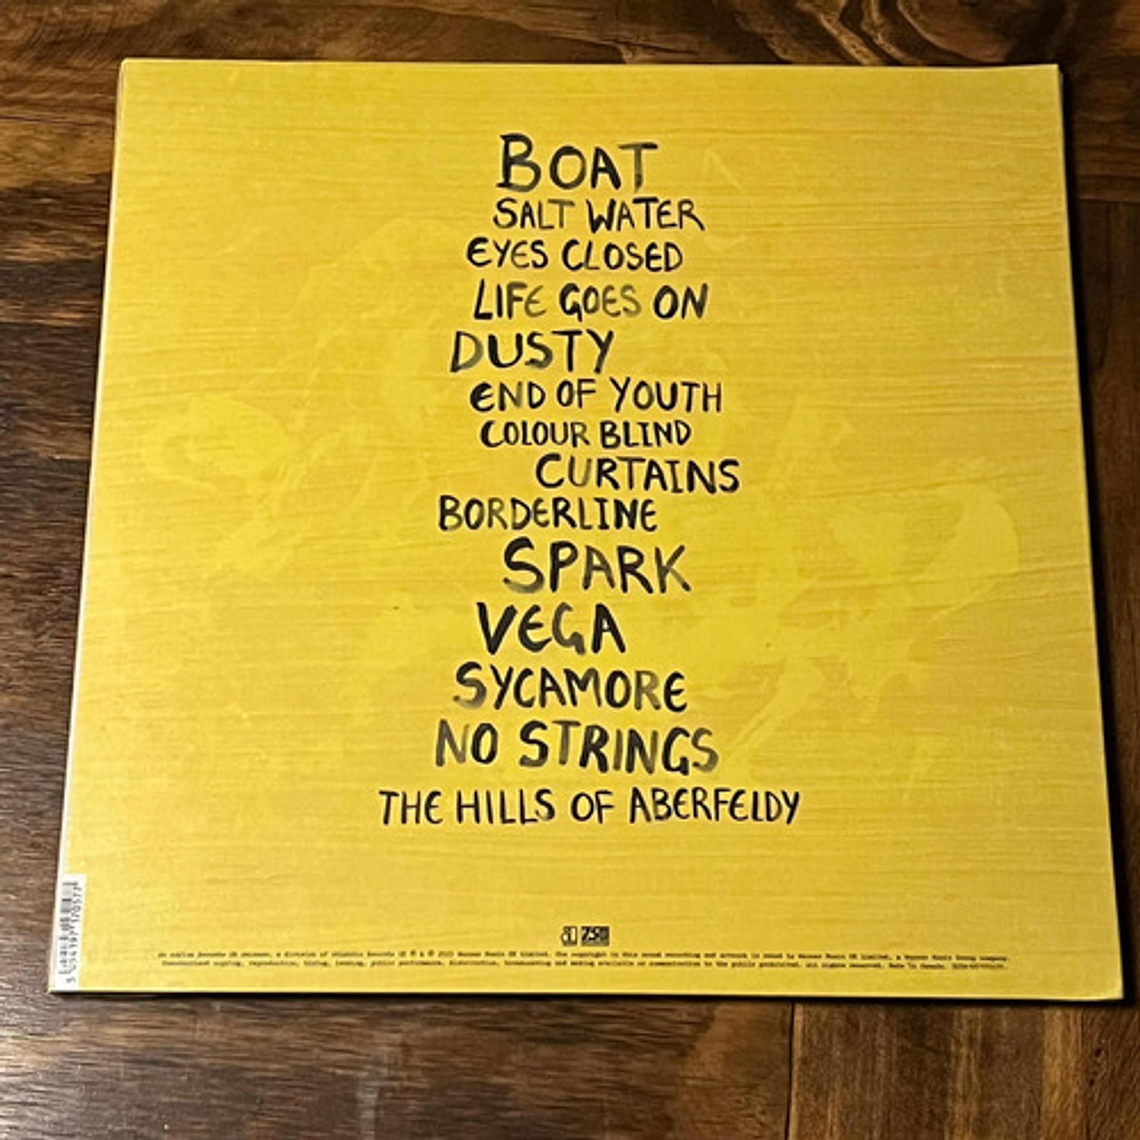 BOAT
SALT WATER
EYES CLOSED
LIFE GOES ON
DUSTY
END OF YOUTH
COLOUR BLIND
CURTAINS
BORDERLINE
SPARK
VEGA
SYCAMORE
NO STRINGS
THE HILLS OF ABERFELDY